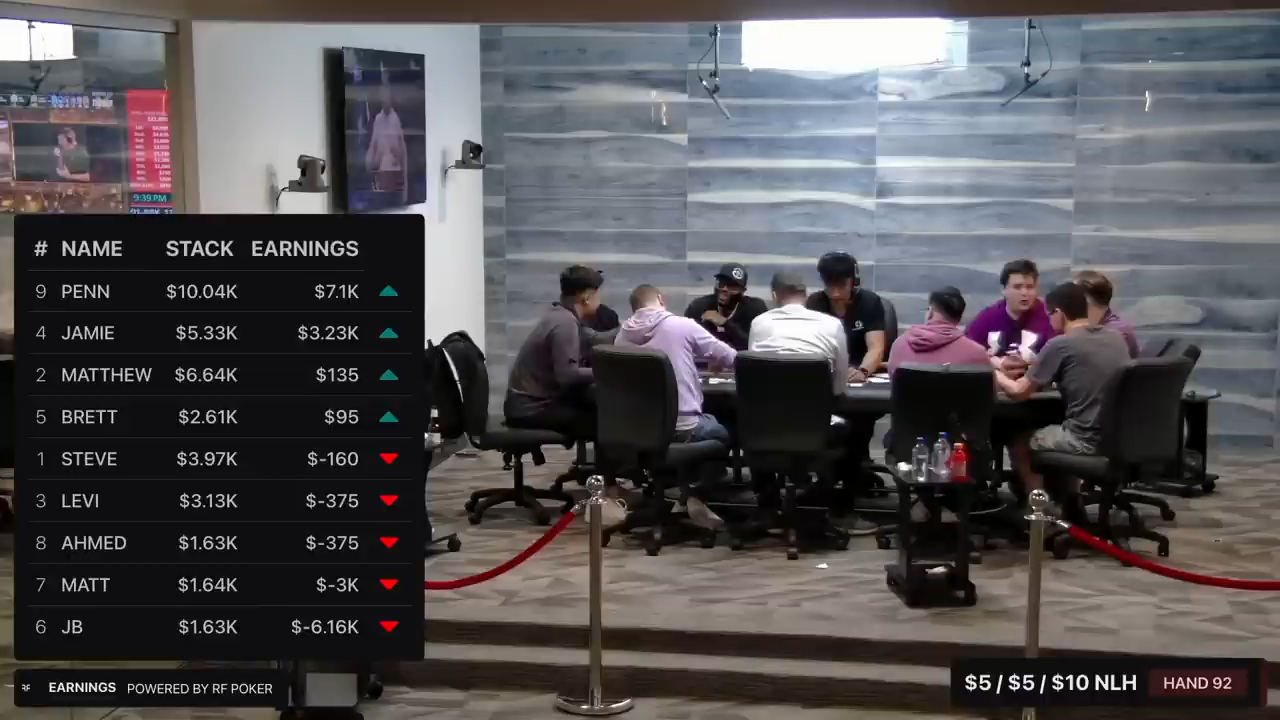 9:39 PM
# NAME STACK EARNINGS
9 PENN $10.04K $7.1K
4 JAMIE $5.33K $3.23K
2 MATTHEW $6.64K $135
5 BRETT $2.61K $95
1 STEVE $3.97K $-160
3 LEVI $3.13K $-375
8 AHMED $1.63K $-375
7 MATT $1.64K $-3K
6 JB $1.63K $-6.16K
RF EARNINGS POWERED BY RF POKER
$5 / $5 / $10 NLH HAND 92